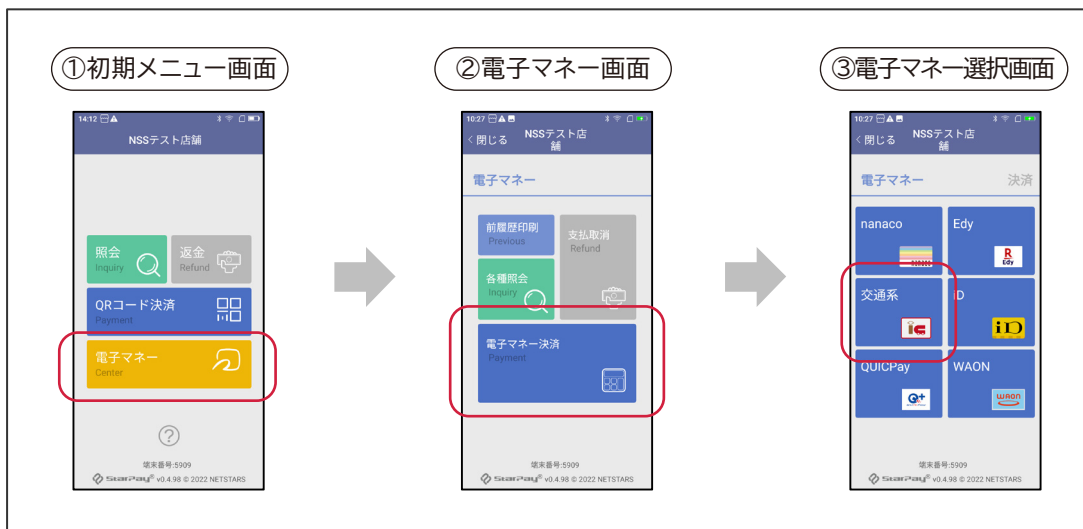 ①初期メニュー画面
14:12
NSSテスト店舗
照会
Inquiry
返金
Refund
QRコード決済
Payment
電子マネー
Center
?
端末番号:5909
StarPay® v0.4.98 © 2022 NETSTARS
②電子マネー画面
10:27
< 閉じる
NSSテスト店
舗
電子マネー
前履歴印刷
Previous
支払取消
Refund
各種照会
Inquiry
電子マネー決済
Payment
端末番号:5909
StarPay® v0.4.98 © 2022 NETSTARS
③電子マネー選択画面
10:27
< 閉じる
NSSテスト店
舗
電子マネー
決済
nanaco
Edy
R
Edy
交通系
ic
iD
iD
QUICPay
Q+
WAON
WAON
端末番号:5909
StarPay® v0.4.98 © 2022 NETSTARS